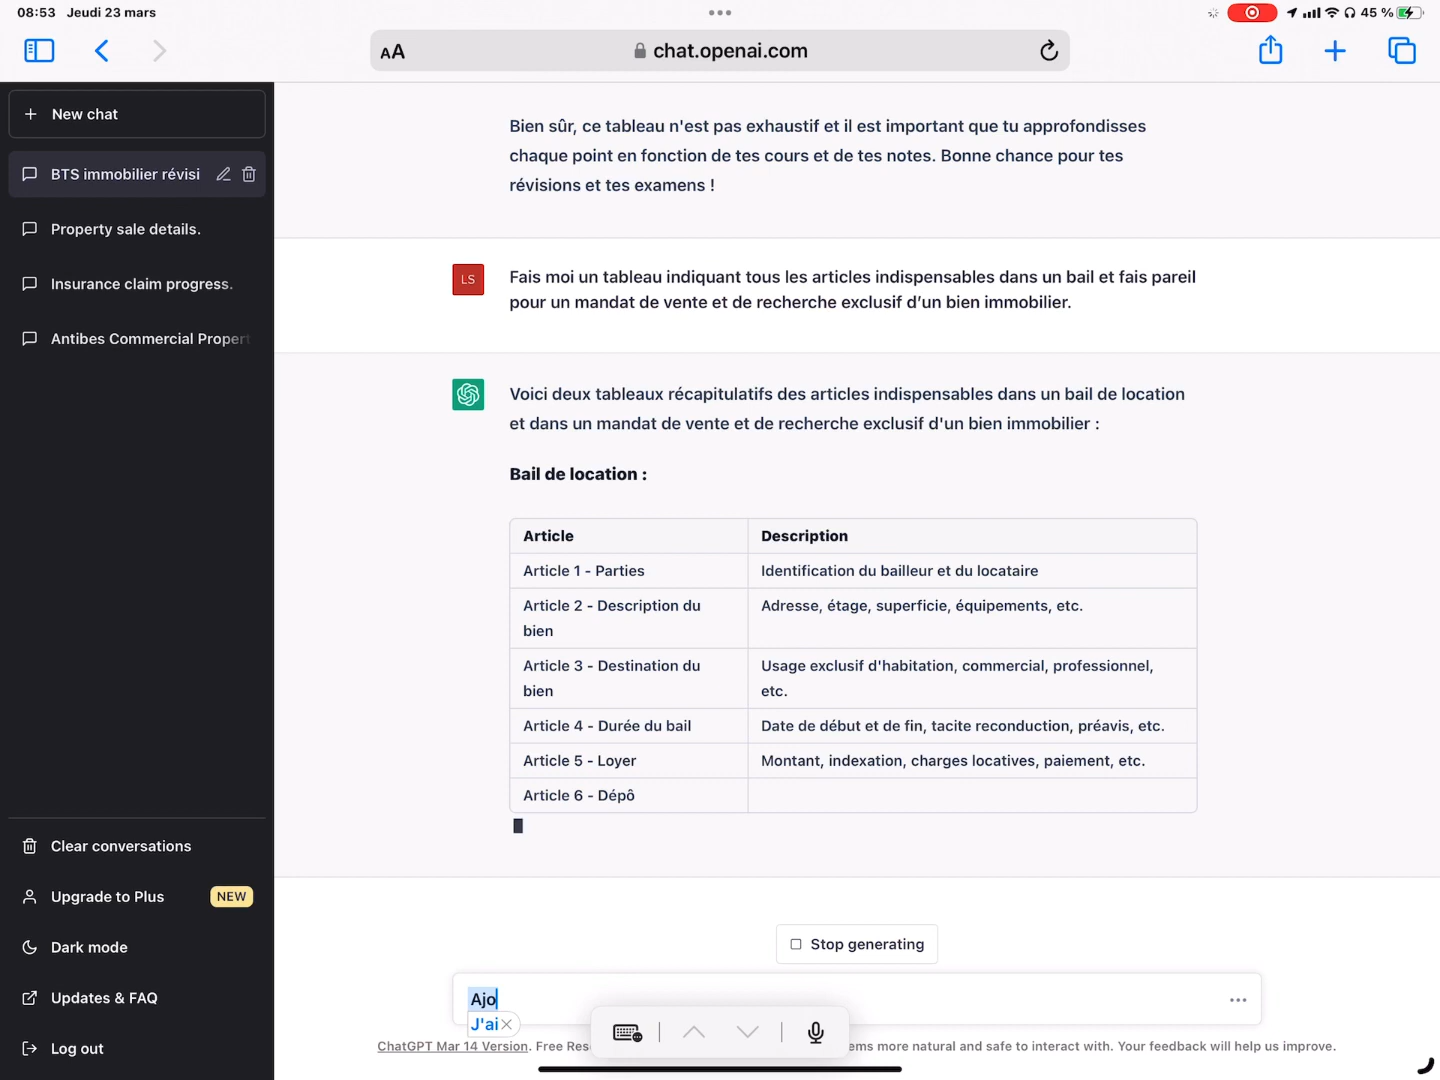 08:53 Jeudi 23 mars
45 %
AA
chat.openai.com
New chat
BTS immobilier révisi
Property sale details.
Insurance claim progress.
Antibes Commercial Proper
Clear conversations
Upgrade to Plus
NEW
Dark mode
Updates & FAQ
Log out
Bien sûr, ce tableau n'est pas exhaustif et il est important que tu approfondisses
chaque point en fonction de tes cours et de tes notes. Bonne chance pour tes
révisions et tes examens !
LS
Fais moi un tableau indiquant tous les articles indispensables dans un bail et fais pareil
pour un mandat de vente et de recherche exclusif d’un bien immobilier.
Voici deux tableaux récapitulatifs des articles indispensables dans un bail de location
et dans un mandat de vente et de recherche exclusif d'un bien immobilier :
Bail de location :
Article Description
Article 1 - Parties Identification du bailleur et du locataire
Article 2 - Description du
bien
Adresse, étage, superficie, équipements, etc.
Article 3 - Destination du
bien
Usage exclusif d'habitation, commercial, professionnel,
etc.
Article 4 - Durée du bail Date de début et de fin, tacite reconduction, préavis, etc.
Article 5 - Loyer Montant, indexation, charges locatives, paiement, etc.
Article 6 - Dépô
Stop generating
Ajo
J'ai
ChatGPT Mar 14 Version. Free Res ems more natural and safe to interact with. Your feedback will help us improve.